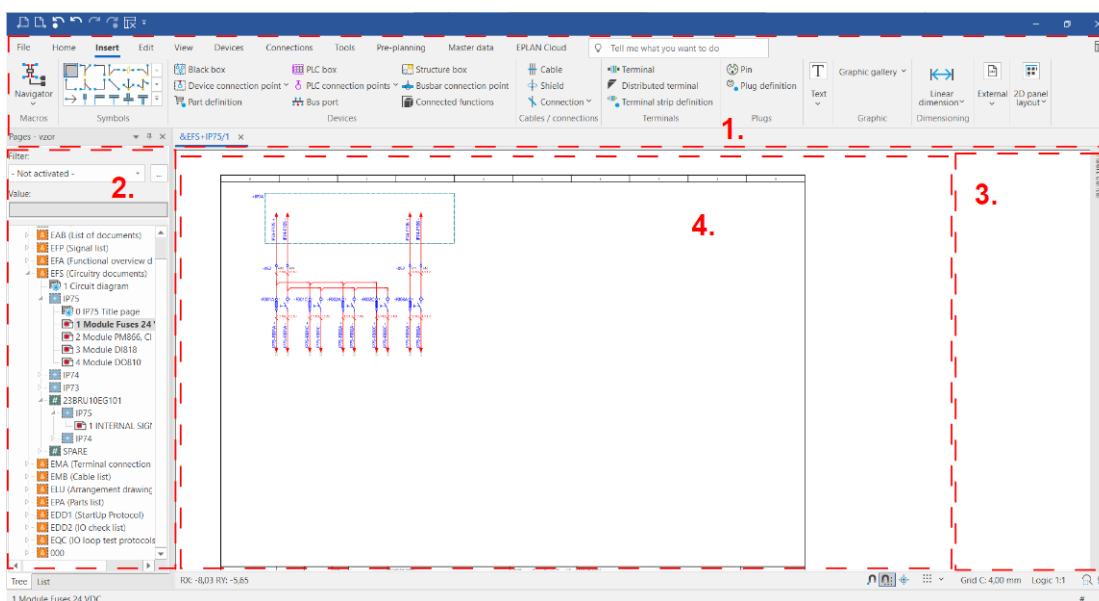 File Home Insert Edit View Devices Connections Tools Pre-planning Master data EPLAN Cloud Tell me what you want to do
Black box PLC box Structure box Cable Terminal Pin T Graphic gallery
Navigator Device connection point PLC connection points Busbar connection point Shield Distributed terminal Plug definition Text Linear dimension External 2D panel layout
Part definition Bus port Connected functions Connection Terminal strip definition
Macros Symbols Devices Cables / connections Terminals Plugs Graphic Dimensioning
1.
Pages - vzor &EFS+IP75/1
Filter:
- Not activated - ...
2.
Value:
3.
4.
EAB (List of documents)
EFP (Signal list)
EFA (Functional overview d
EFS (Circuitry documents)
1 Circuit diagram
IP75
0 IP75 Title page
1 Module Fuses 24
2 Module PM866, CI
3 Module DI818
4 Module DO810
IP74
IP73
23BRU10EG101
IP75
1 INTERNAL SIG
IP74
SPARE
EMA (Terminal connection
EMB (Cable list)
ELU (Arrangement drawing
EPA (Parts list)
EDD1 (StartUp Protocol)
EDD2 (IO check list)
EQC (IO loop test protocols
000
Tree List RX: -8,03 RY: -5,65 Grid C: 4,00 mm Logic 1:1
1 Module Fuses 24 VDC #